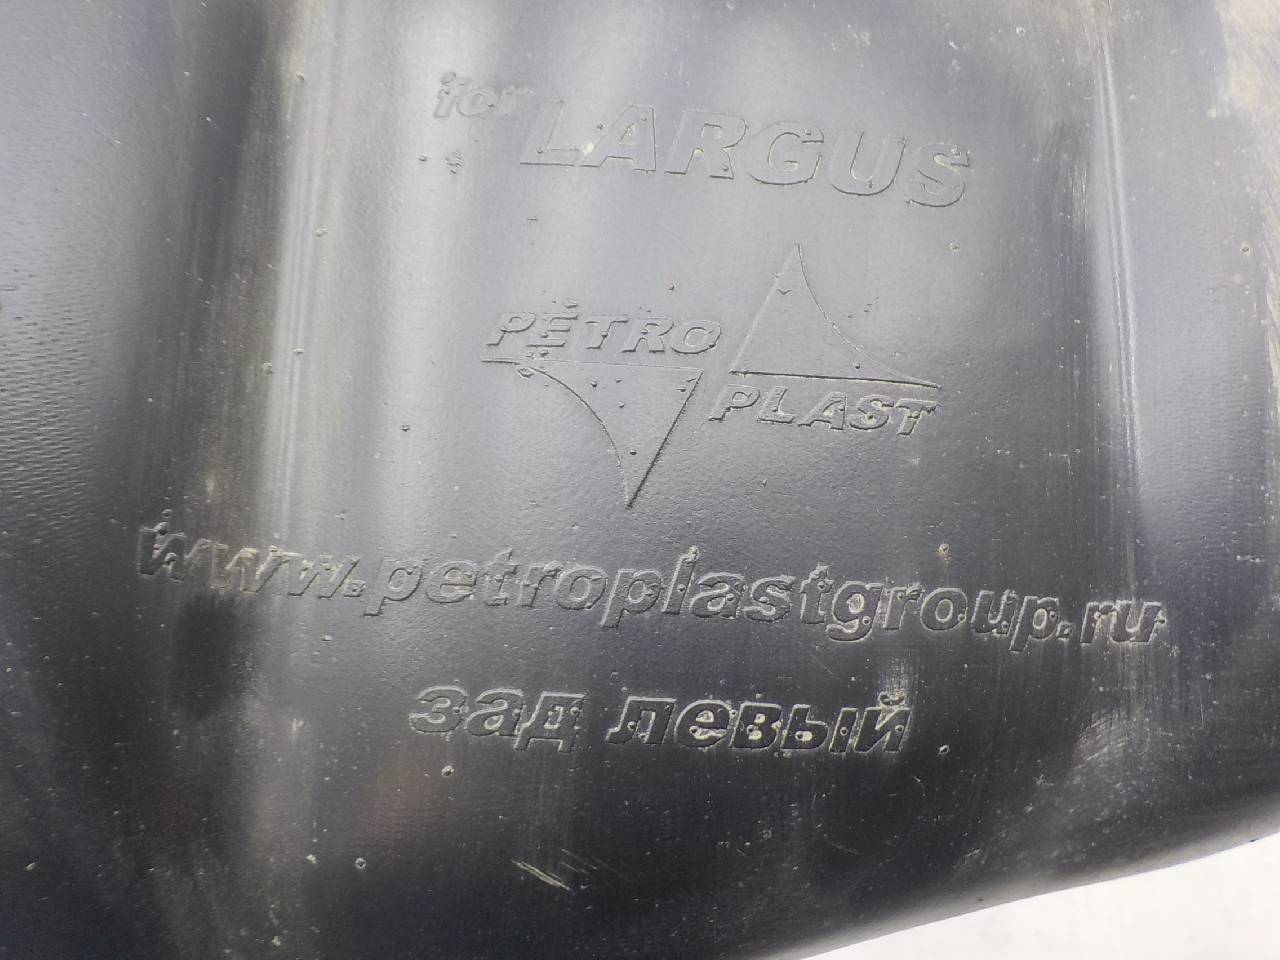 for LARGUS
PETRO
PLAST
www.petroplastgroup.ru
зад левый